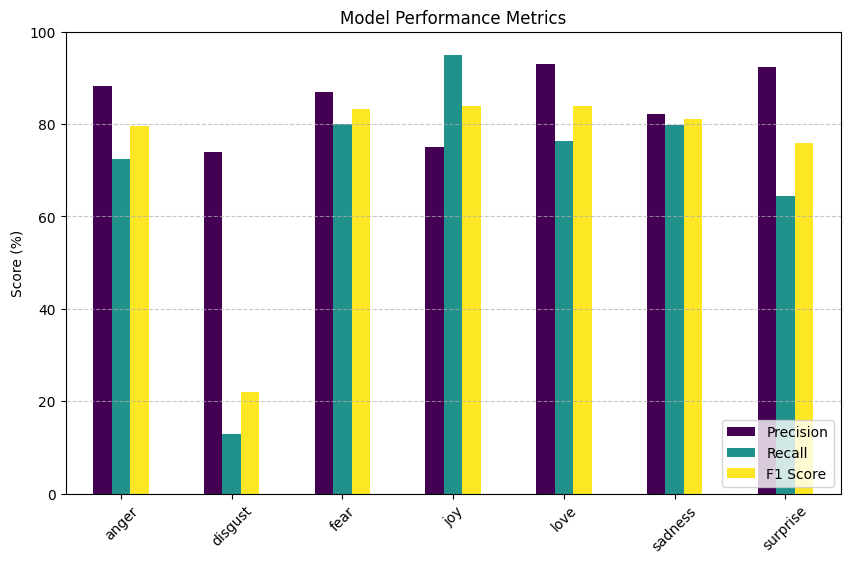 Model Performance Metrics
Score (%)
100
80
60
40
20
0
anger
disgust
fear
joy
love
sadness
surprise
Precision
Recall
F1 Score